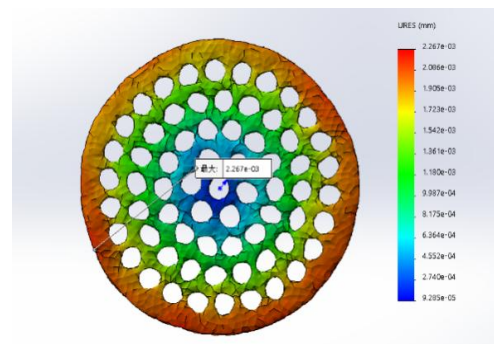 URES (mm)
2.267e-03
2.086e-03
1.905e-03
1.723e-03
1.542e-03
1.361e-03
1.180e-03
9.987e-04
8.175e-04
6.364e-04
4.552e-04
2.740e-04
9.285e-05
最大: 2.267e-03